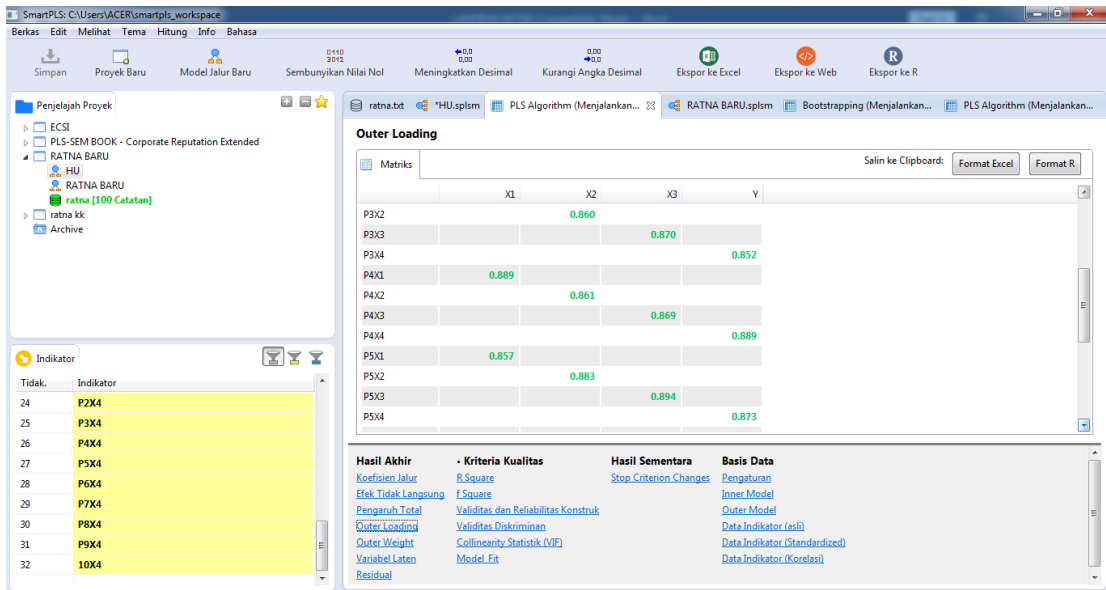 SmartPLS: C:\Users\ACER\smartpls_workspace
Berkas Edit Melihat Tema Hitung Info Bahasa
Simpan Proyek Baru Model Jalur Baru Sembunyikan Nilai Nol Meningkatkan Desimal Kurangi Angka Desimal Ekspor ke Excel Ekspor ke Web Ekspor ke R
Penjelajah Proyek
ECSI
PLS-SEM BOOK - Corporate Reputation Extended
RATNA BARU
HU
RATNA BARU
ratna [100 Catatan]
ratna kk
Archive
Indikator
Tidak. Indikator
24 P2X4
25 P3X4
26 P4X4
27 P5X4
28 P6X4
29 P7X4
30 P8X4
31 P9X4
32 10X4
ratna.txt *HU.splsm PLS Algorithm (Menjalankan... RATNA BARU.splsm Bootstrapping (Menjalankan... PLS Algorithm (Menjalankan...
Outer Loading
Matriks Salin ke Clipboard: Format Excel Format R
X1 X2 X3 Y
P3X2 0.860
P3X3 0.870
P3X4 0.852
P4X1 0.889
P4X2 0.861
P4X3 0.869
P4X4 0.889
P5X1 0.857
P5X2 0.883
P5X3 0.894
P5X4 0.873
Hasil Akhir · Kriteria Kualitas Hasil Sementara Basis Data
Koefisien Jalur R Square Stop Criterion Changes Pengaturan
Efek Tidak Langsung f Square Inner Model
Pengaruh Total Validitas dan Reliabilitas Konstruk Outer Model
Outer Loading Validitas Diskriminan Data Indikator (asli)
Outer Weight Collinearity Statistik (VIF) Data Indikator (Standardized)
Variabel Laten Model_Fit Data Indikator (Korelasi)
Residual